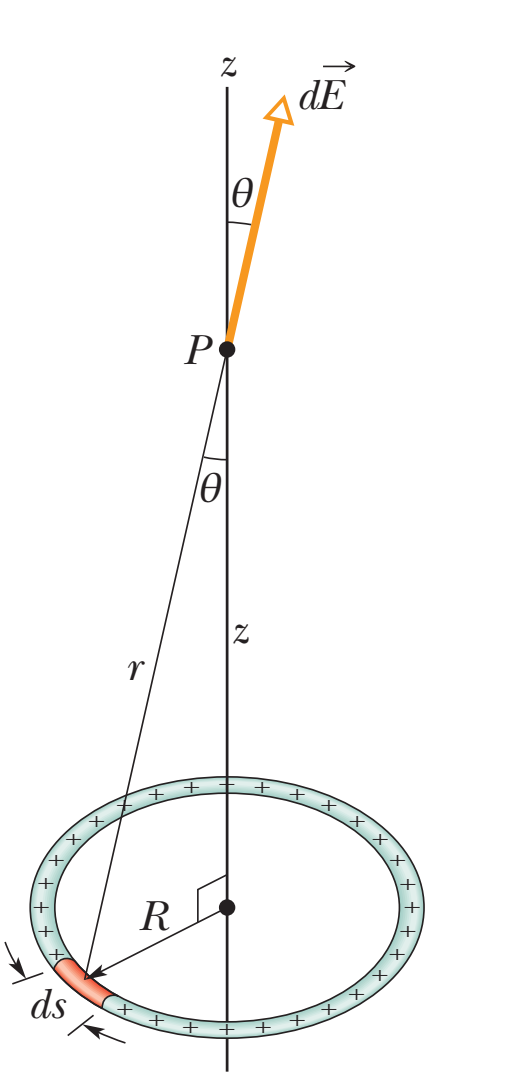 z
dE⃗
θ
P
θ
z
r
R
ds
+ + + + + + + + + + + + + + + + + + + + + + + + + + + + + +